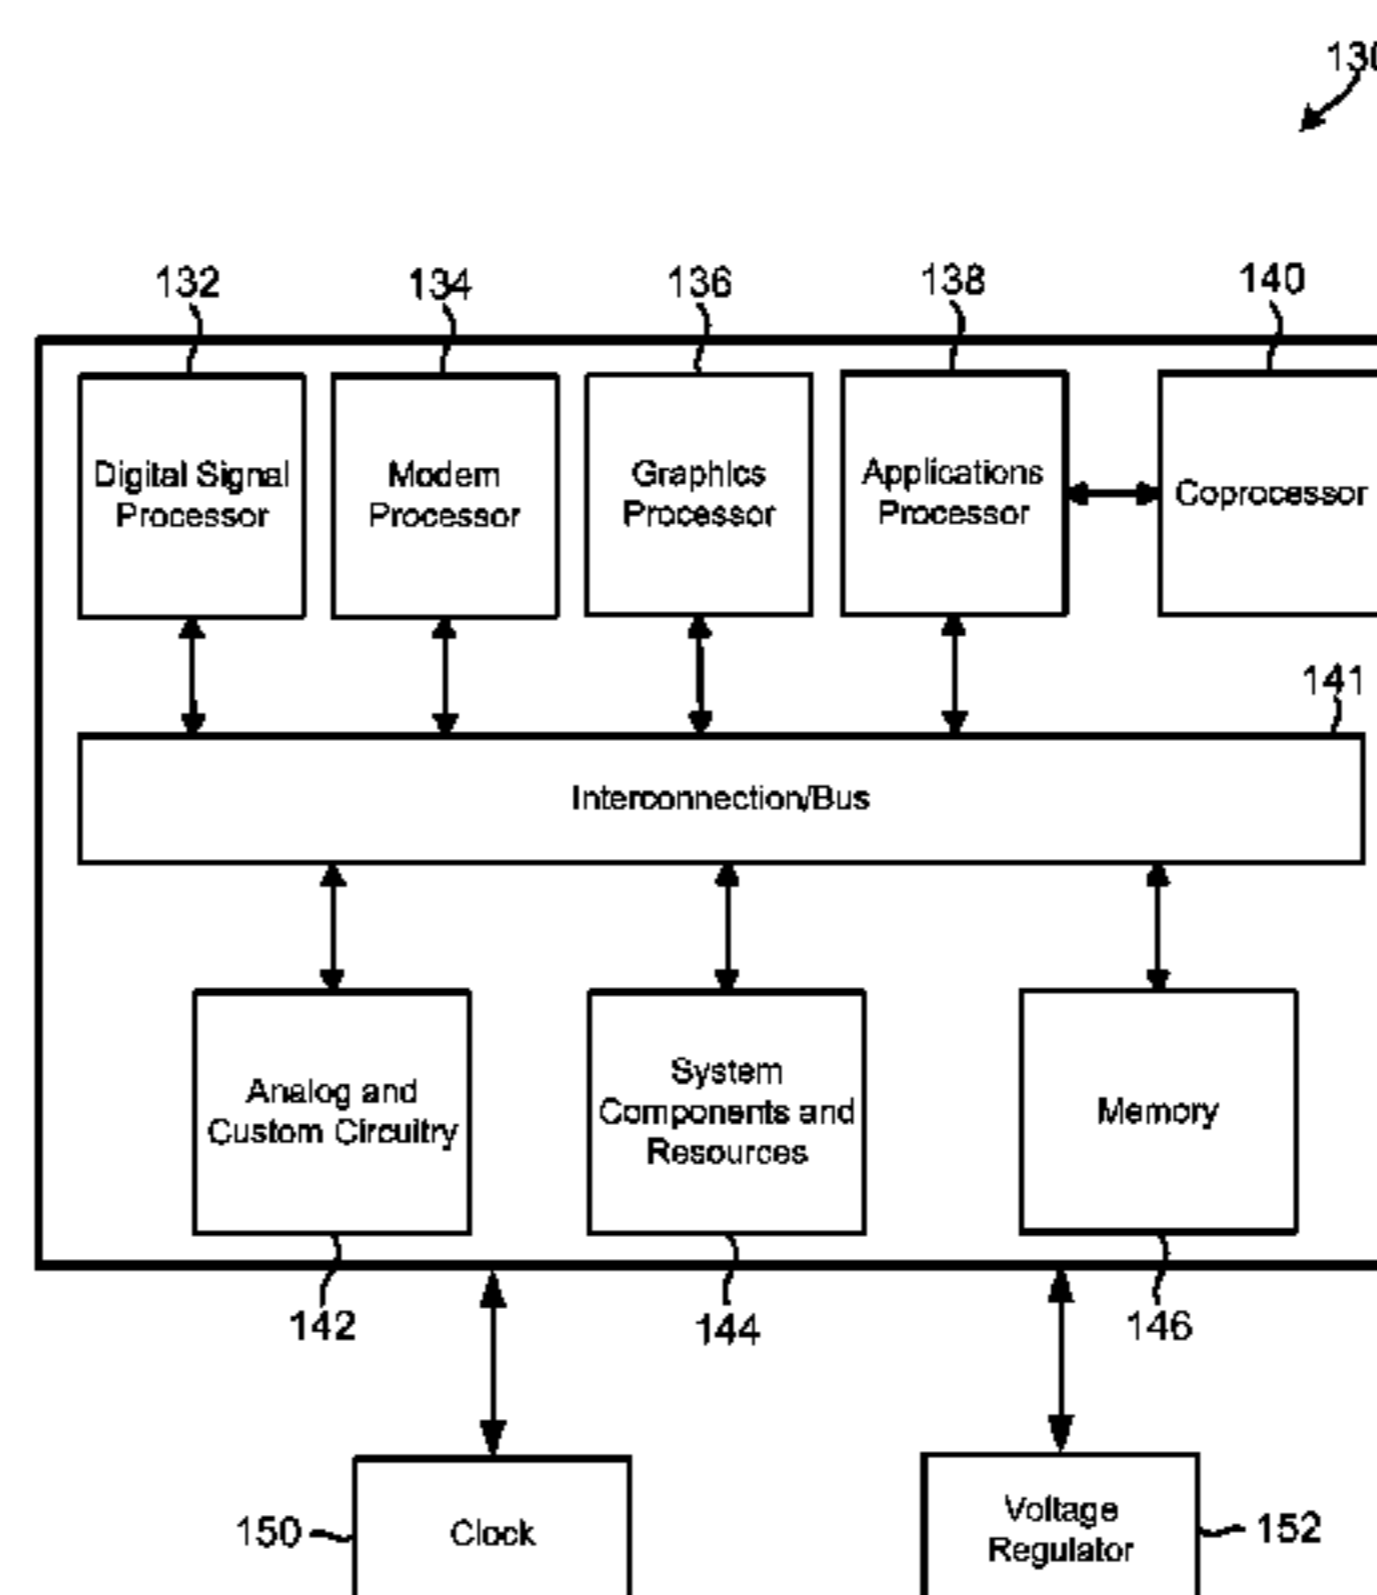 130
132
134
136
138
140
Digital Signal
Processor
Modem
Processor
Graphics
Processor
Applications
Processor
Coprocessor
141
Interconnection/Bus
Analog and
Custom Circuitry
System
Components and
Resources
Memory
142
144
146
150
Clock
Voltage
Regulator
152